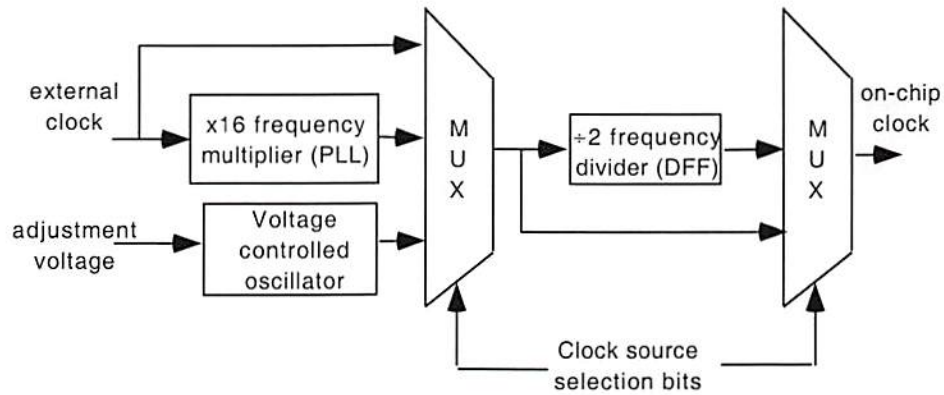 external
clock
x16 frequency
multiplier (PLL)
adjustment
voltage
Voltage
controlled
oscillator
M
U
X
÷2 frequency
divider (DFF)
M
U
X
on-chip
clock
Clock source
selection bits